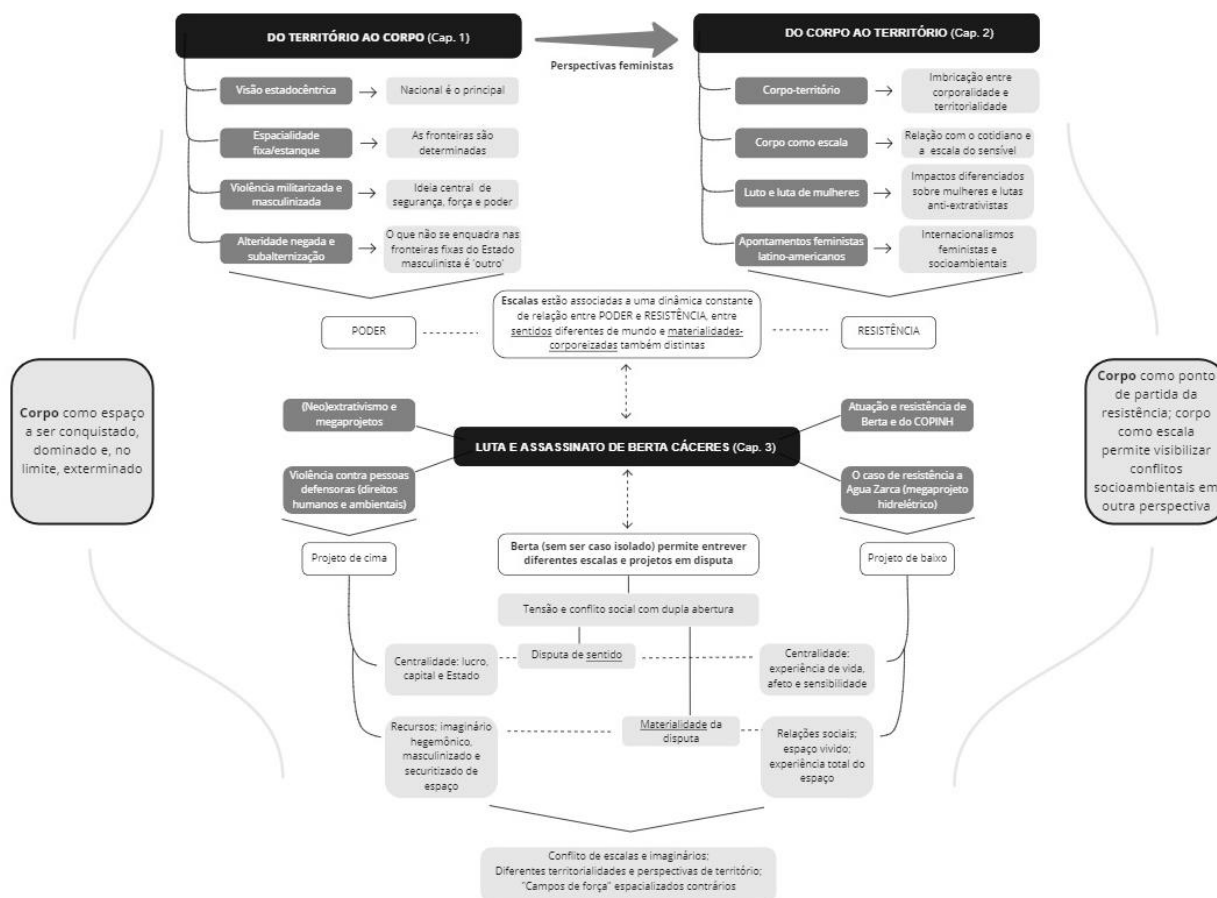 DO TERRITÓRIO AO CORPO (Cap. 1)
DO CORPO AO TERRITÓRIO (Cap. 2)
Perspectivas feministas
Visão estadocêntrica
Nacional é o principal
Espacialidade
fixa/estanque
As fronteiras são
determinadas
Violência militarizada e
masculinizada
Ideia central de
segurança, força e poder
Alteridade negada e
subalternização
O que não se enquadra nas
fronteiras fixas do Estado
masculinista é 'outro'
Corpo-território
Imbricação entre
corporalidade e
territorialidade
Corpo como escala
Relação com o cotidiano e
a escala do sensível
Luto e luta de mulheres
Impactos diferenciados
sobre mulheres e lutas
anti-extrativistas
Apontamentos feministas
latino-americanos
Internacionalismos
feministas e
socioambientais
PODER
Escalas estão associadas a uma dinâmica constante
de relação entre PODER e RESISTÊNCIA, entre
sentidos diferentes de mundo e materialidades-
corporeizadas também distintas
RESISTÊNCIA
Corpo como espaço
a ser conquistado,
dominado e, no
limite, exterminado
Corpo como ponto
de partida da
resistência; corpo
como escala
permite visibilizar
conflitos
socioambientais em
outra perspectiva
(Neo)extrativismo e
megaprojetos
Atuação e resistência de
Berta e do COPINH
LUTA E ASSASSINATO DE BERTA CÁCERES (Cap. 3)
Violência contra pessoas
defensoras (direitos
humanos e ambientais)
O caso de resistência a
Agua Zarca (megaprojeto
hidrelétrico)
Projeto de cima
Berta (sem ser caso isolado) permite entrever
diferentes escalas e projetos em disputa
Projeto de baixo
Tensão e conflito social com dupla abertura
Centralidade: lucro,
capital e Estado
Disputa de sentido
Centralidade:
experiência de vida,
afeto e sensibilidade
Recursos; imaginário
hegemônico,
masculinizado e
securitizado de
espaço
Materialidade da
disputa
Relações sociais;
espaço vivido;
experiência total do
espaço
Conflito de escalas e imaginários;
Diferentes territorialidades e perspectivas de território;
"Campos de força" espacializados contrários